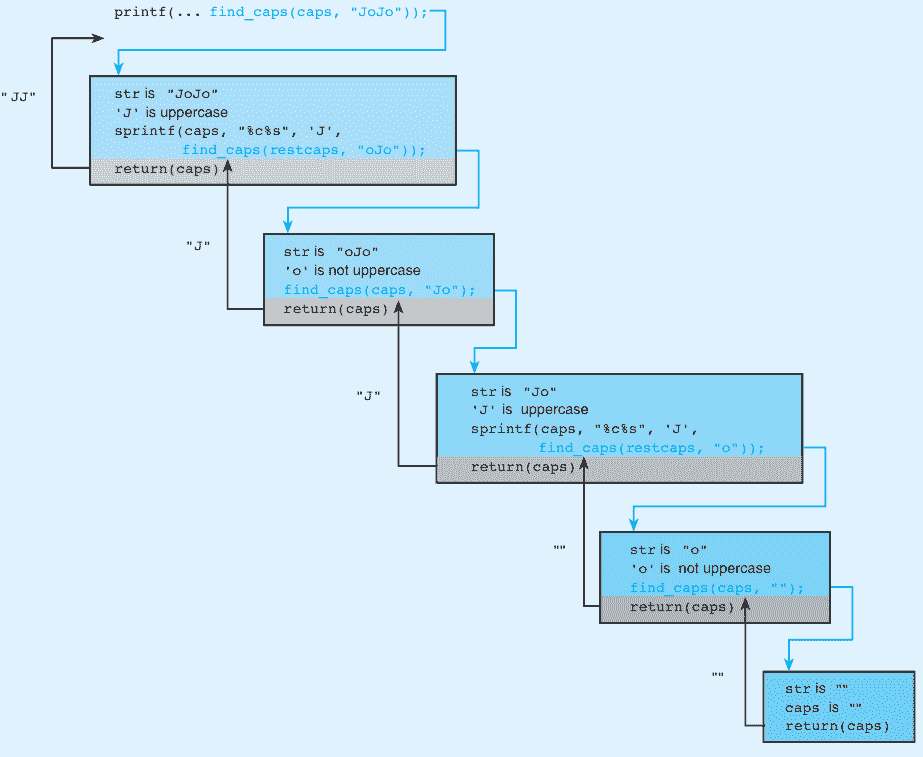 printf(... find_caps(caps, "JoJo"));
"JJ"
str is "JoJo"
'J' is uppercase
sprintf(caps, "%c%s", 'J',
find_caps(restcaps, "oJo"));
return(caps)
"J"
str is "oJo"
'o' is not uppercase
find_caps(caps, "Jo");
return(caps)
"J"
str is "Jo"
'J' is uppercase
sprintf(caps, "%c%s", 'J',
find_caps(restcaps, "o"));
return(caps)
""
str is "o"
'o' is not uppercase
find_caps(caps, "");
return(caps)
""
str is ""
caps is ""
return(caps)